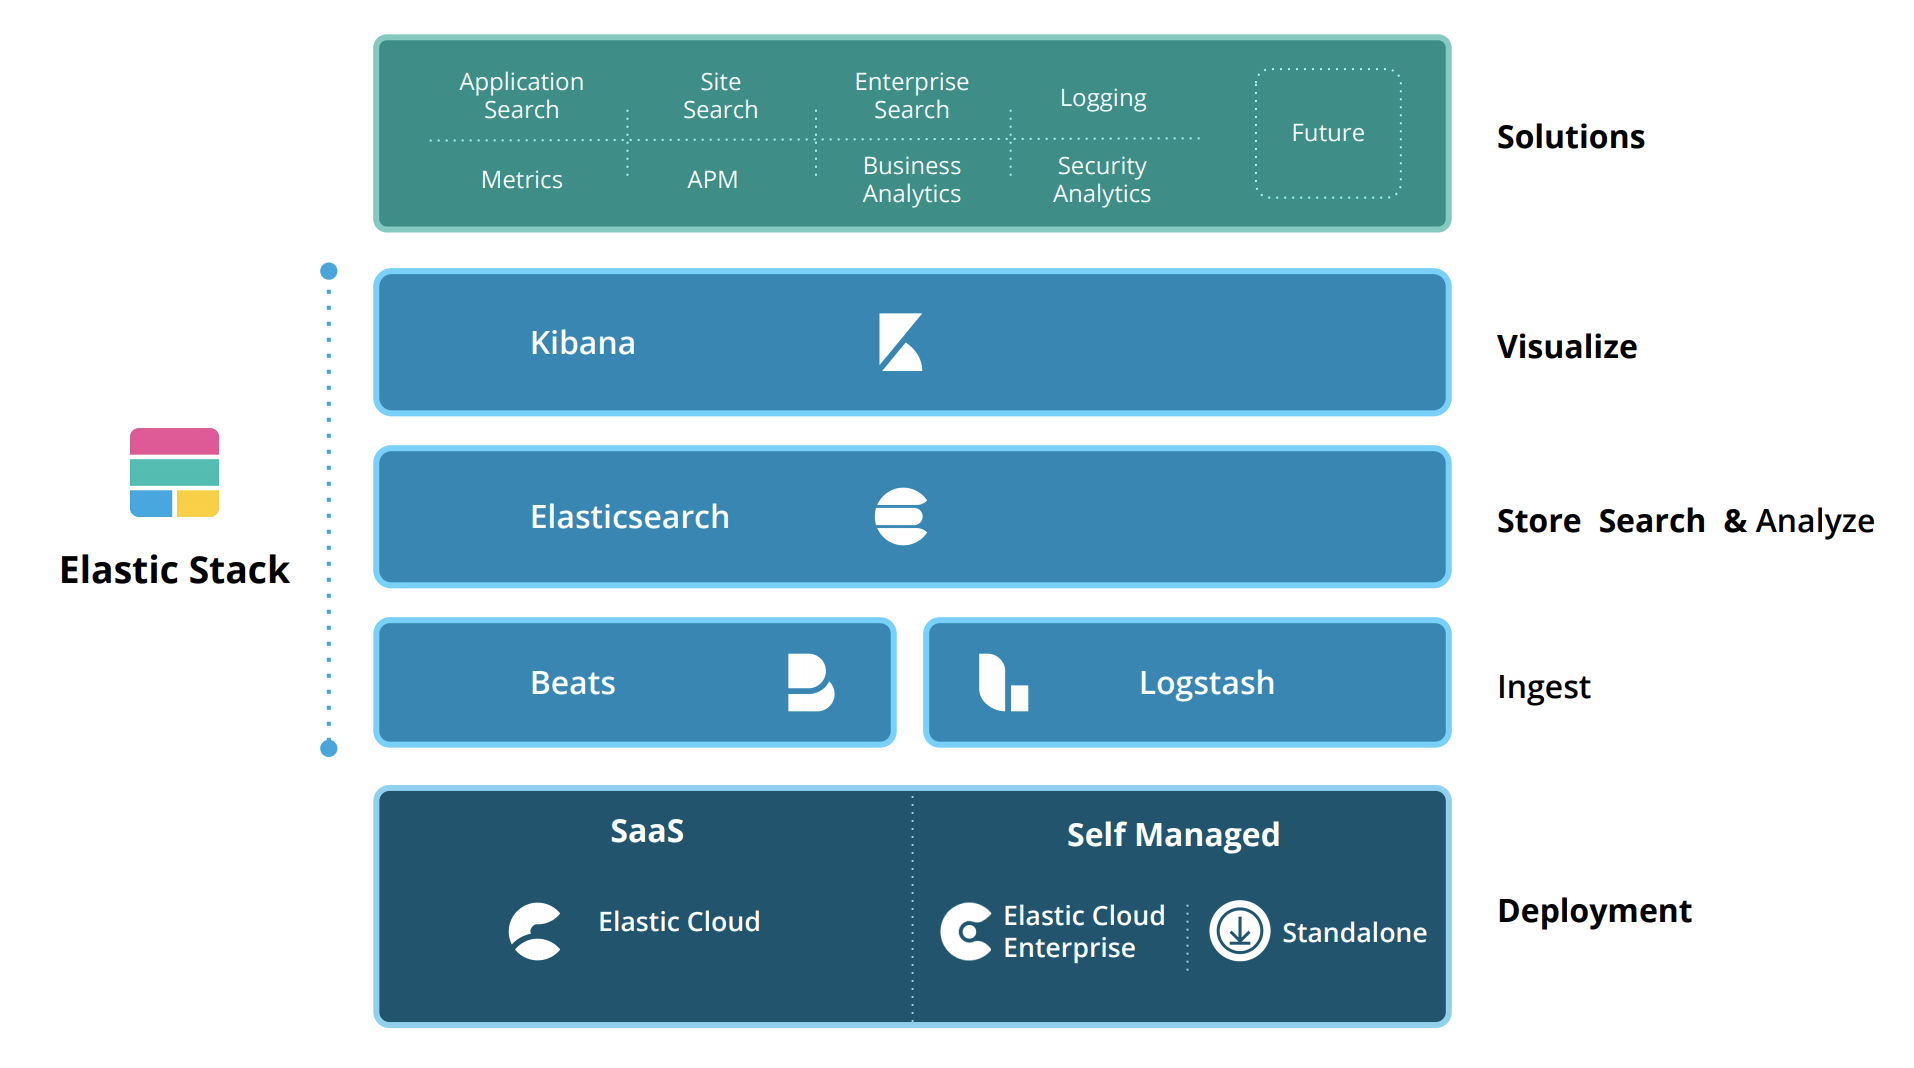 Application
Search
Site
Search
Enterprise
Search
Logging
Metrics
APM
Business
Analytics
Security
Analytics
Future
Solutions
Kibana
Visualize
Elastic Stack
Elasticsearch
Store Search & Analyze
Beats
Logstash
Ingest
SaaS
Elastic Cloud
Self Managed
Elastic Cloud
Enterprise
Standalone
Deployment